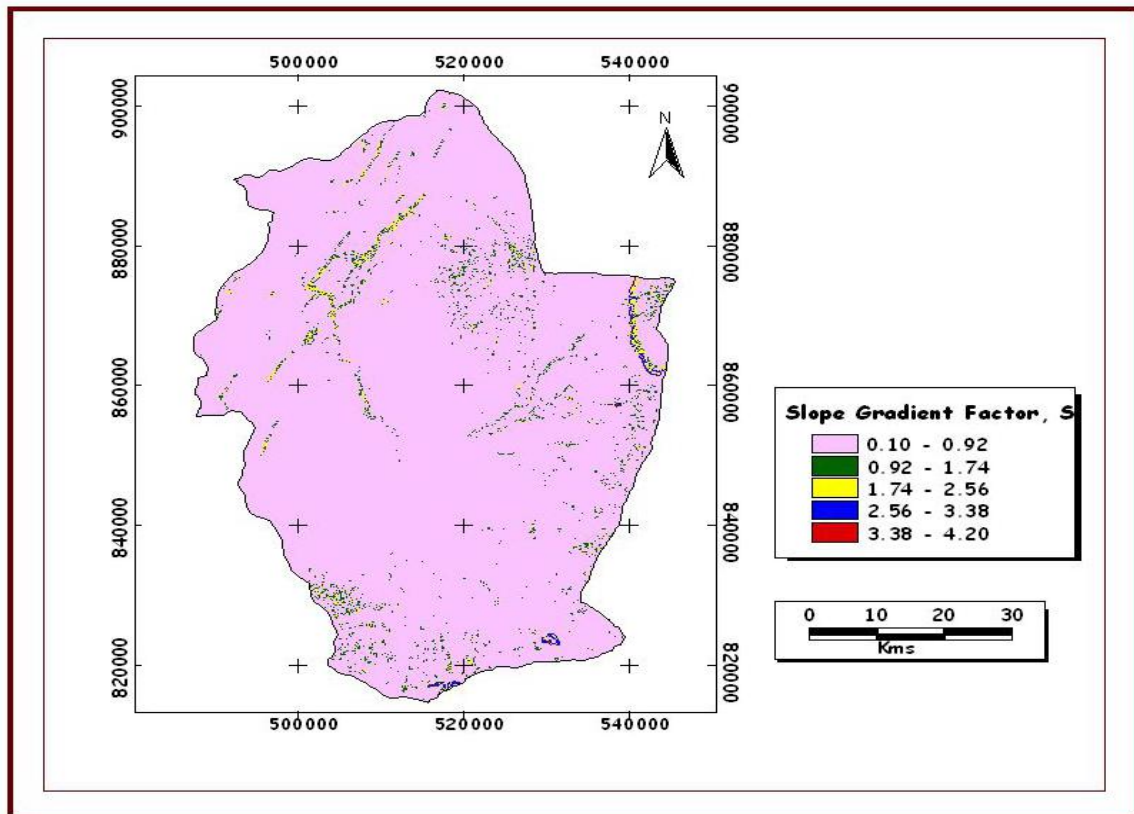 500000 520000 540000
900000 900000
N
880000 880000
860000 860000
840000 840000
820000 820000
500000 520000 540000
Slope Gradient Factor, S
0.10 - 0.92
0.92 - 1.74
1.74 - 2.56
2.56 - 3.38
3.38 - 4.20
0 10 20 30
Kms